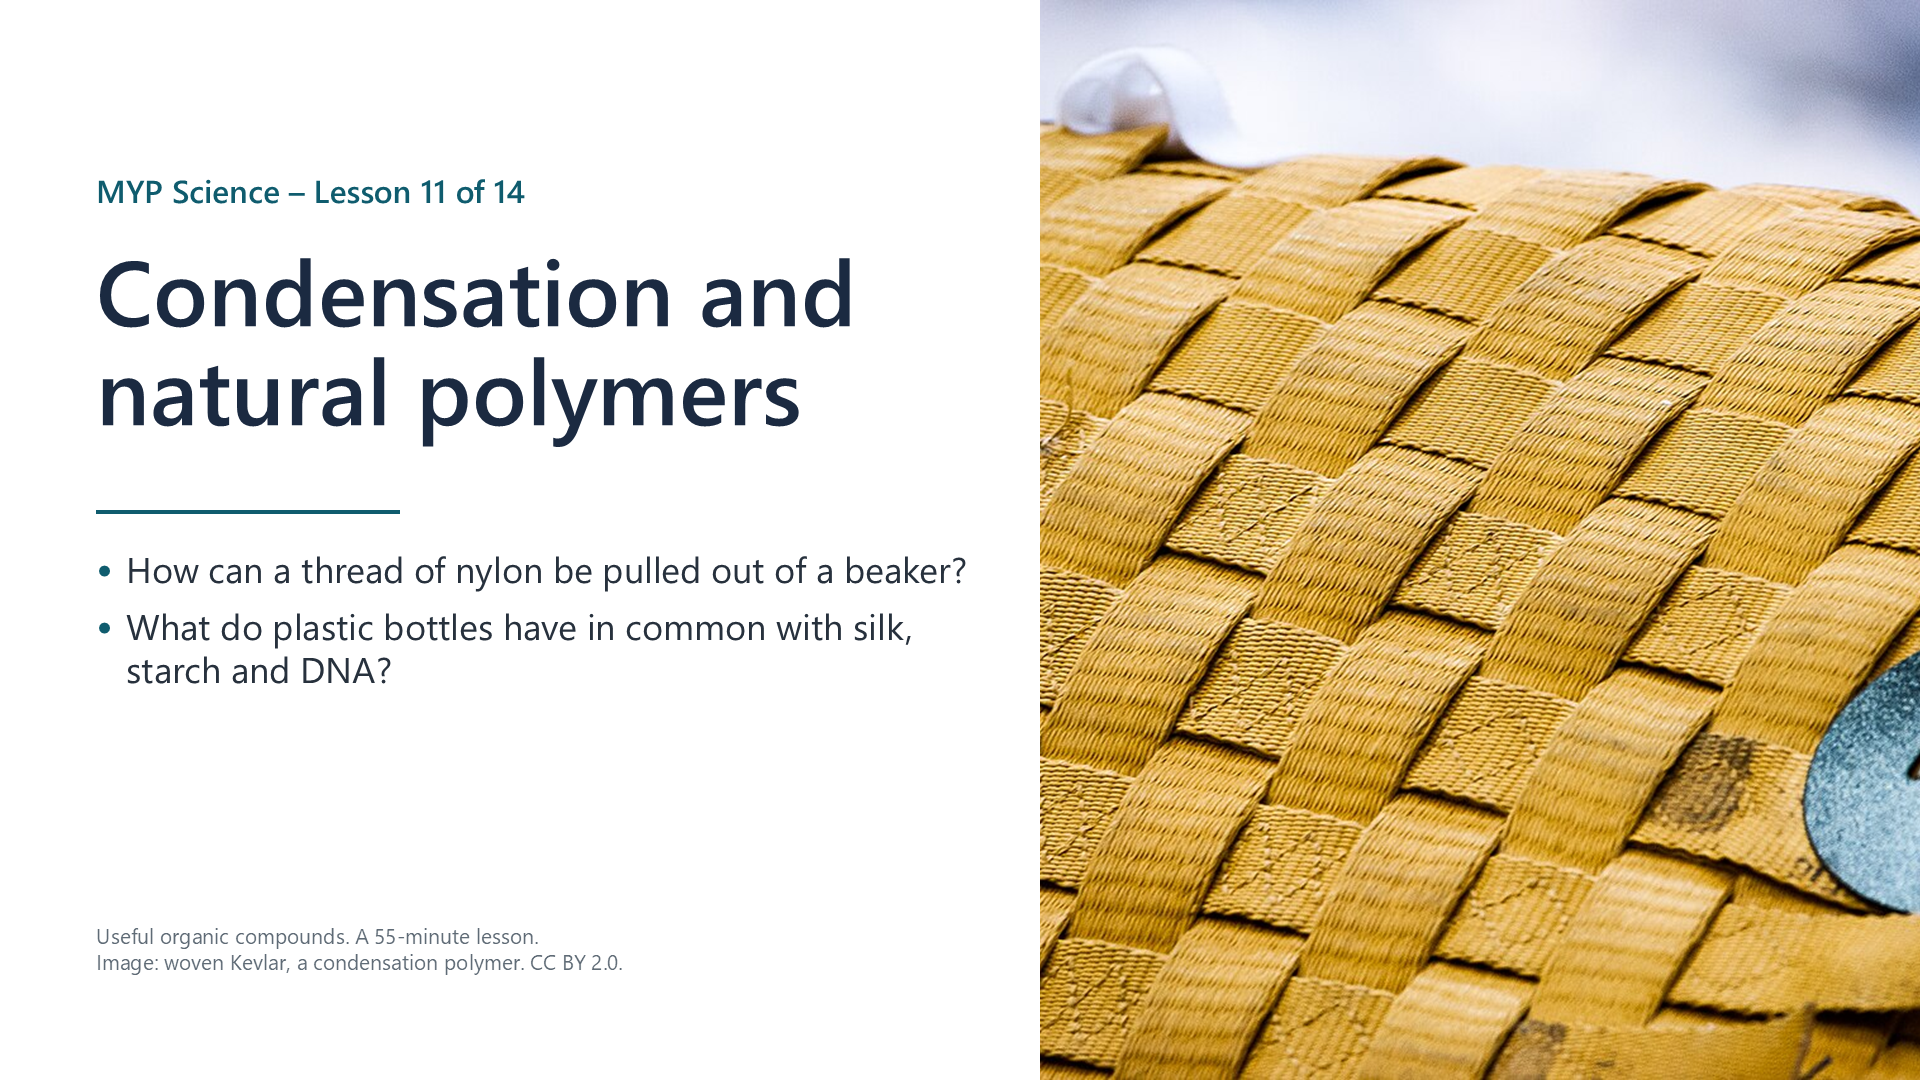 MYP Science – Lesson 11 of 14
Condensation and
natural polymers
• How can a thread of nylon be pulled out of a beaker?
• What do plastic bottles have in common with silk,
starch and DNA?
Useful organic compounds. A 55-minute lesson.
Image: woven Kevlar, a condensation polymer. CC BY 2.0.